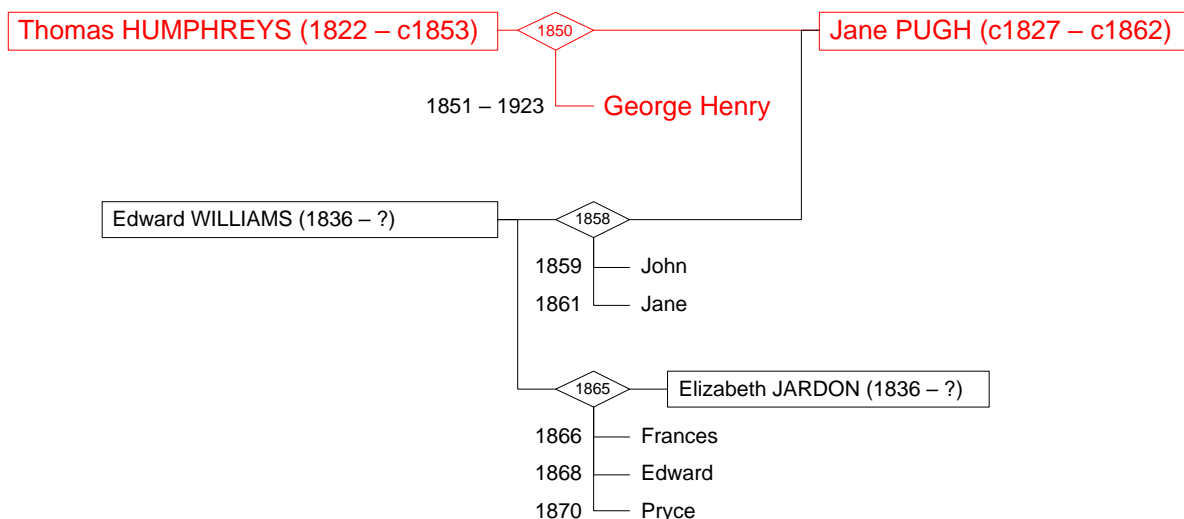 Thomas HUMPHREYS (1822 – c1853) 1850 Jane PUGH (c1827 – c1862)
1851 – 1923 George Henry
Edward WILLIAMS (1836 – ?) 1858
1859 John
1861 Jane
1865 Elizabeth JARDON (1836 – ?)
1866 Frances
1868 Edward
1870 Pryce